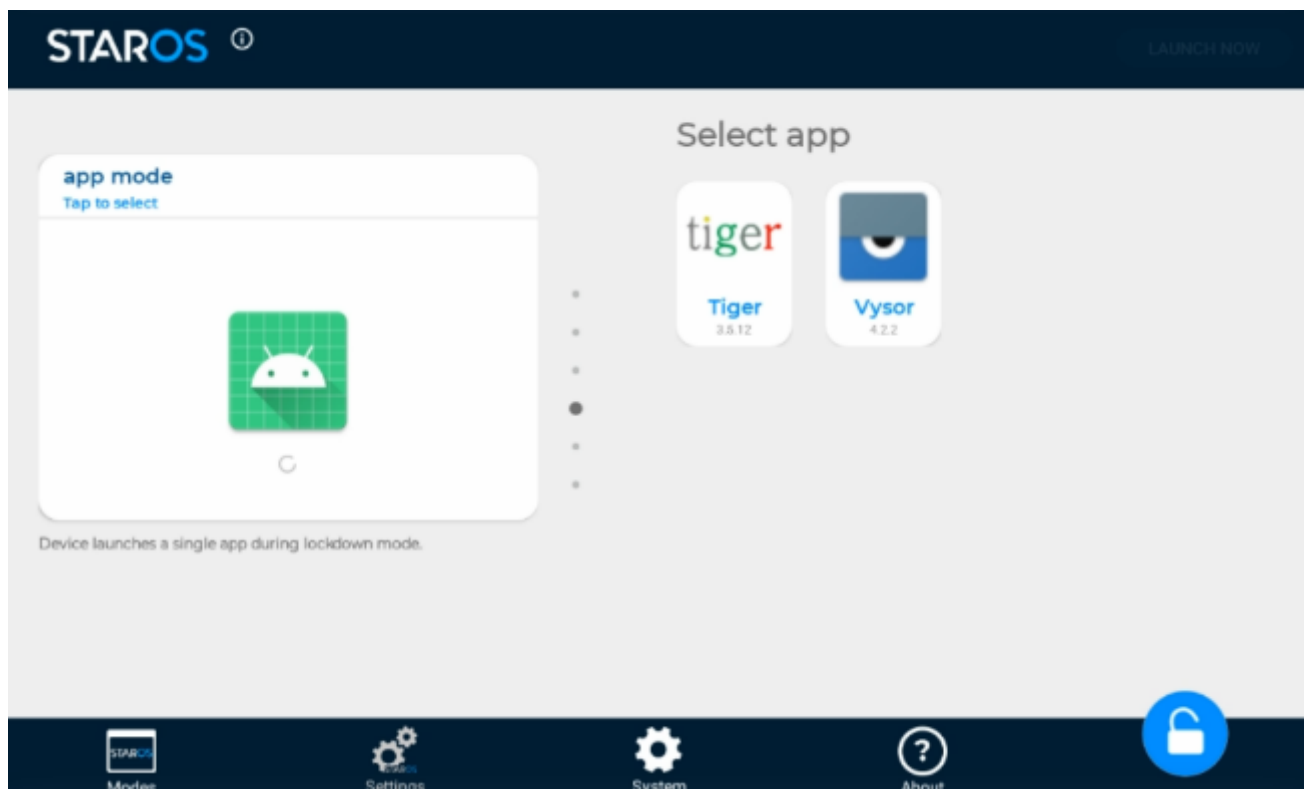 STAROS
LAUNCH NOW
Select app
app mode
Tap to select
tiger
Tiger
3.5.12
Vysor
4.2.2
Device launches a single app during lockdown mode.
STAROS
Modes
Settings
System
?
About